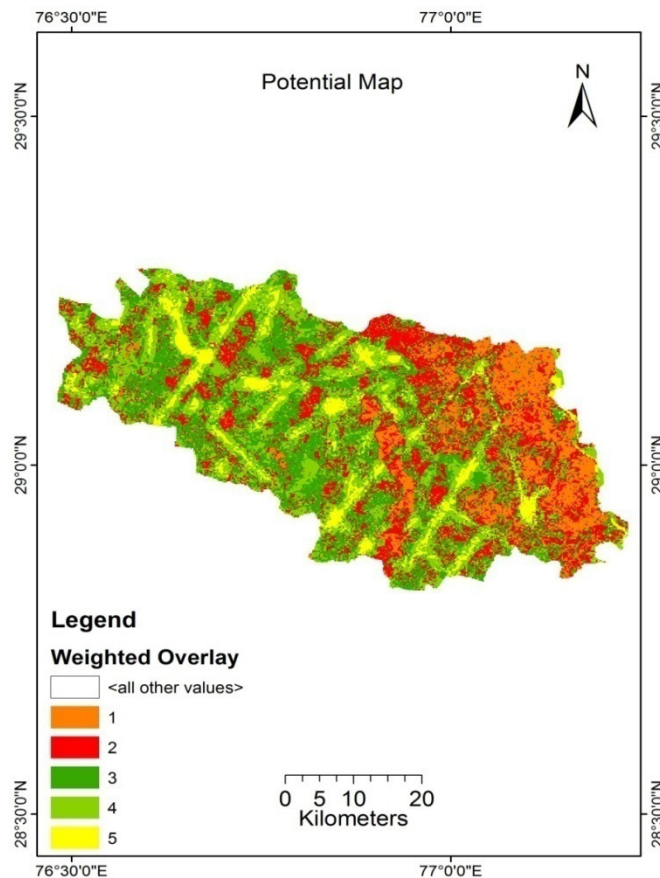 76°30'0"E 77°0'0"E
Potential Map
N
29°30'0"N 29°30'0"N
29°0'0"N 29°0'0"N
Legend
Weighted Overlay
<all other values>
1
2
3
4
5
0 5 10 20
Kilometers
28°30'0"N 28°30'0"N
76°30'0"E 77°0'0"E